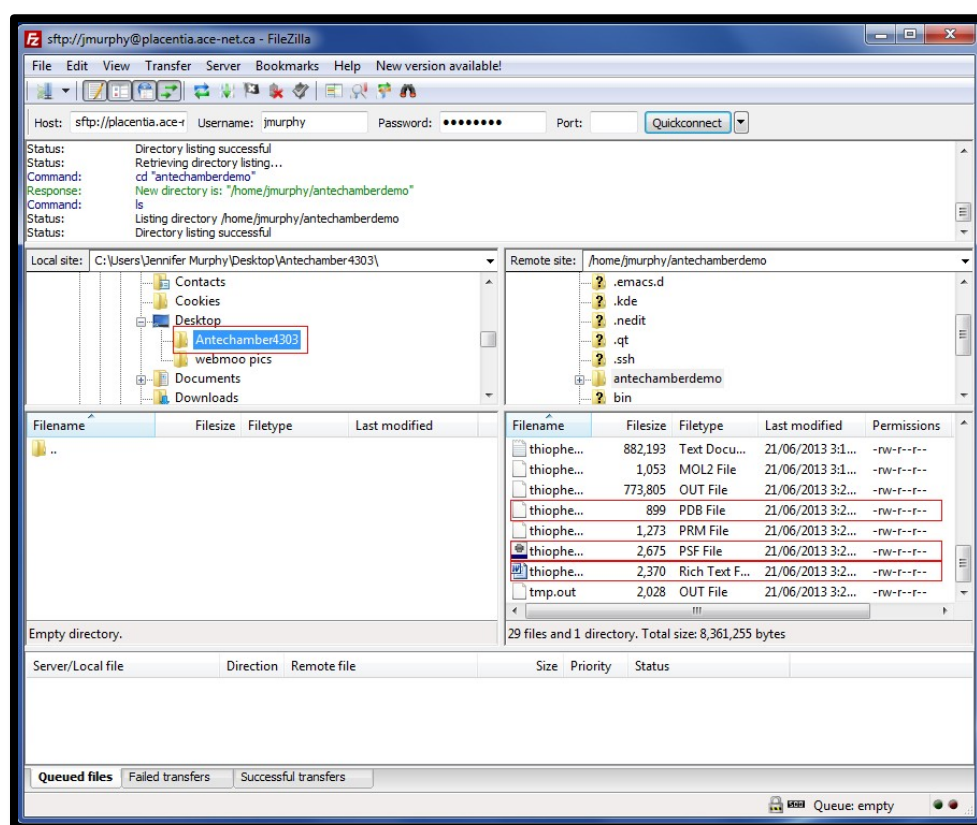 sftp://jmurphy@placentia.ace-net.ca - FileZilla
File Edit View Transfer Server Bookmarks Help New version available!
Host: sftp://placentia.ace-r Username: jmurphy Password: •••••••• Port: Quickconnect
Status: Directory listing successful
Status: Retrieving directory listing...
Command: cd "antechamberdemo"
Response: New directory is: "/home/jmurphy/antechamberdemo"
Command: ls
Status: Listing directory /home/jmurphy/antechamberdemo
Status: Directory listing successful
Local site: C:\Users\Jennifer Murphy\Desktop\Antechamber4303\
Contacts
Cookies
Desktop
Antechamber4303
webmoo pics
Documents
Downloads
Remote site: /home/jmurphy/antechamberdemo
.emacs.d
.kde
.nedit
.qt
.ssh
antechamberdemo
bin
Filename Filesize Filetype Last modified
..
Empty directory.
Filename Filesize Filetype Last modified Permissions
thiophe... 882,193 Text Docu... 21/06/2013 3:1... -rw-r--r--
thiophe... 1,053 MOL2 File 21/06/2013 3:1... -rw-r--r--
thiophe... 773,805 OUT File 21/06/2013 3:2... -rw-r--r--
thiophe... 899 PDB File 21/06/2013 3:2... -rw-r--r--
thiophe... 1,273 PRM File 21/06/2013 3:2... -rw-r--r--
thiophe... 2,675 PSF File 21/06/2013 3:2... -rw-r--r--
thiophe... 2,370 Rich Text F... 21/06/2013 3:2... -rw-r--r--
tmp.out 2,028 OUT File 21/06/2013 3:2... -rw-r--r--
29 files and 1 directory. Total size: 8,361,255 bytes
Server/Local file Direction Remote file Size Priority Status
Queued files Failed transfers Successful transfers
Queue: empty